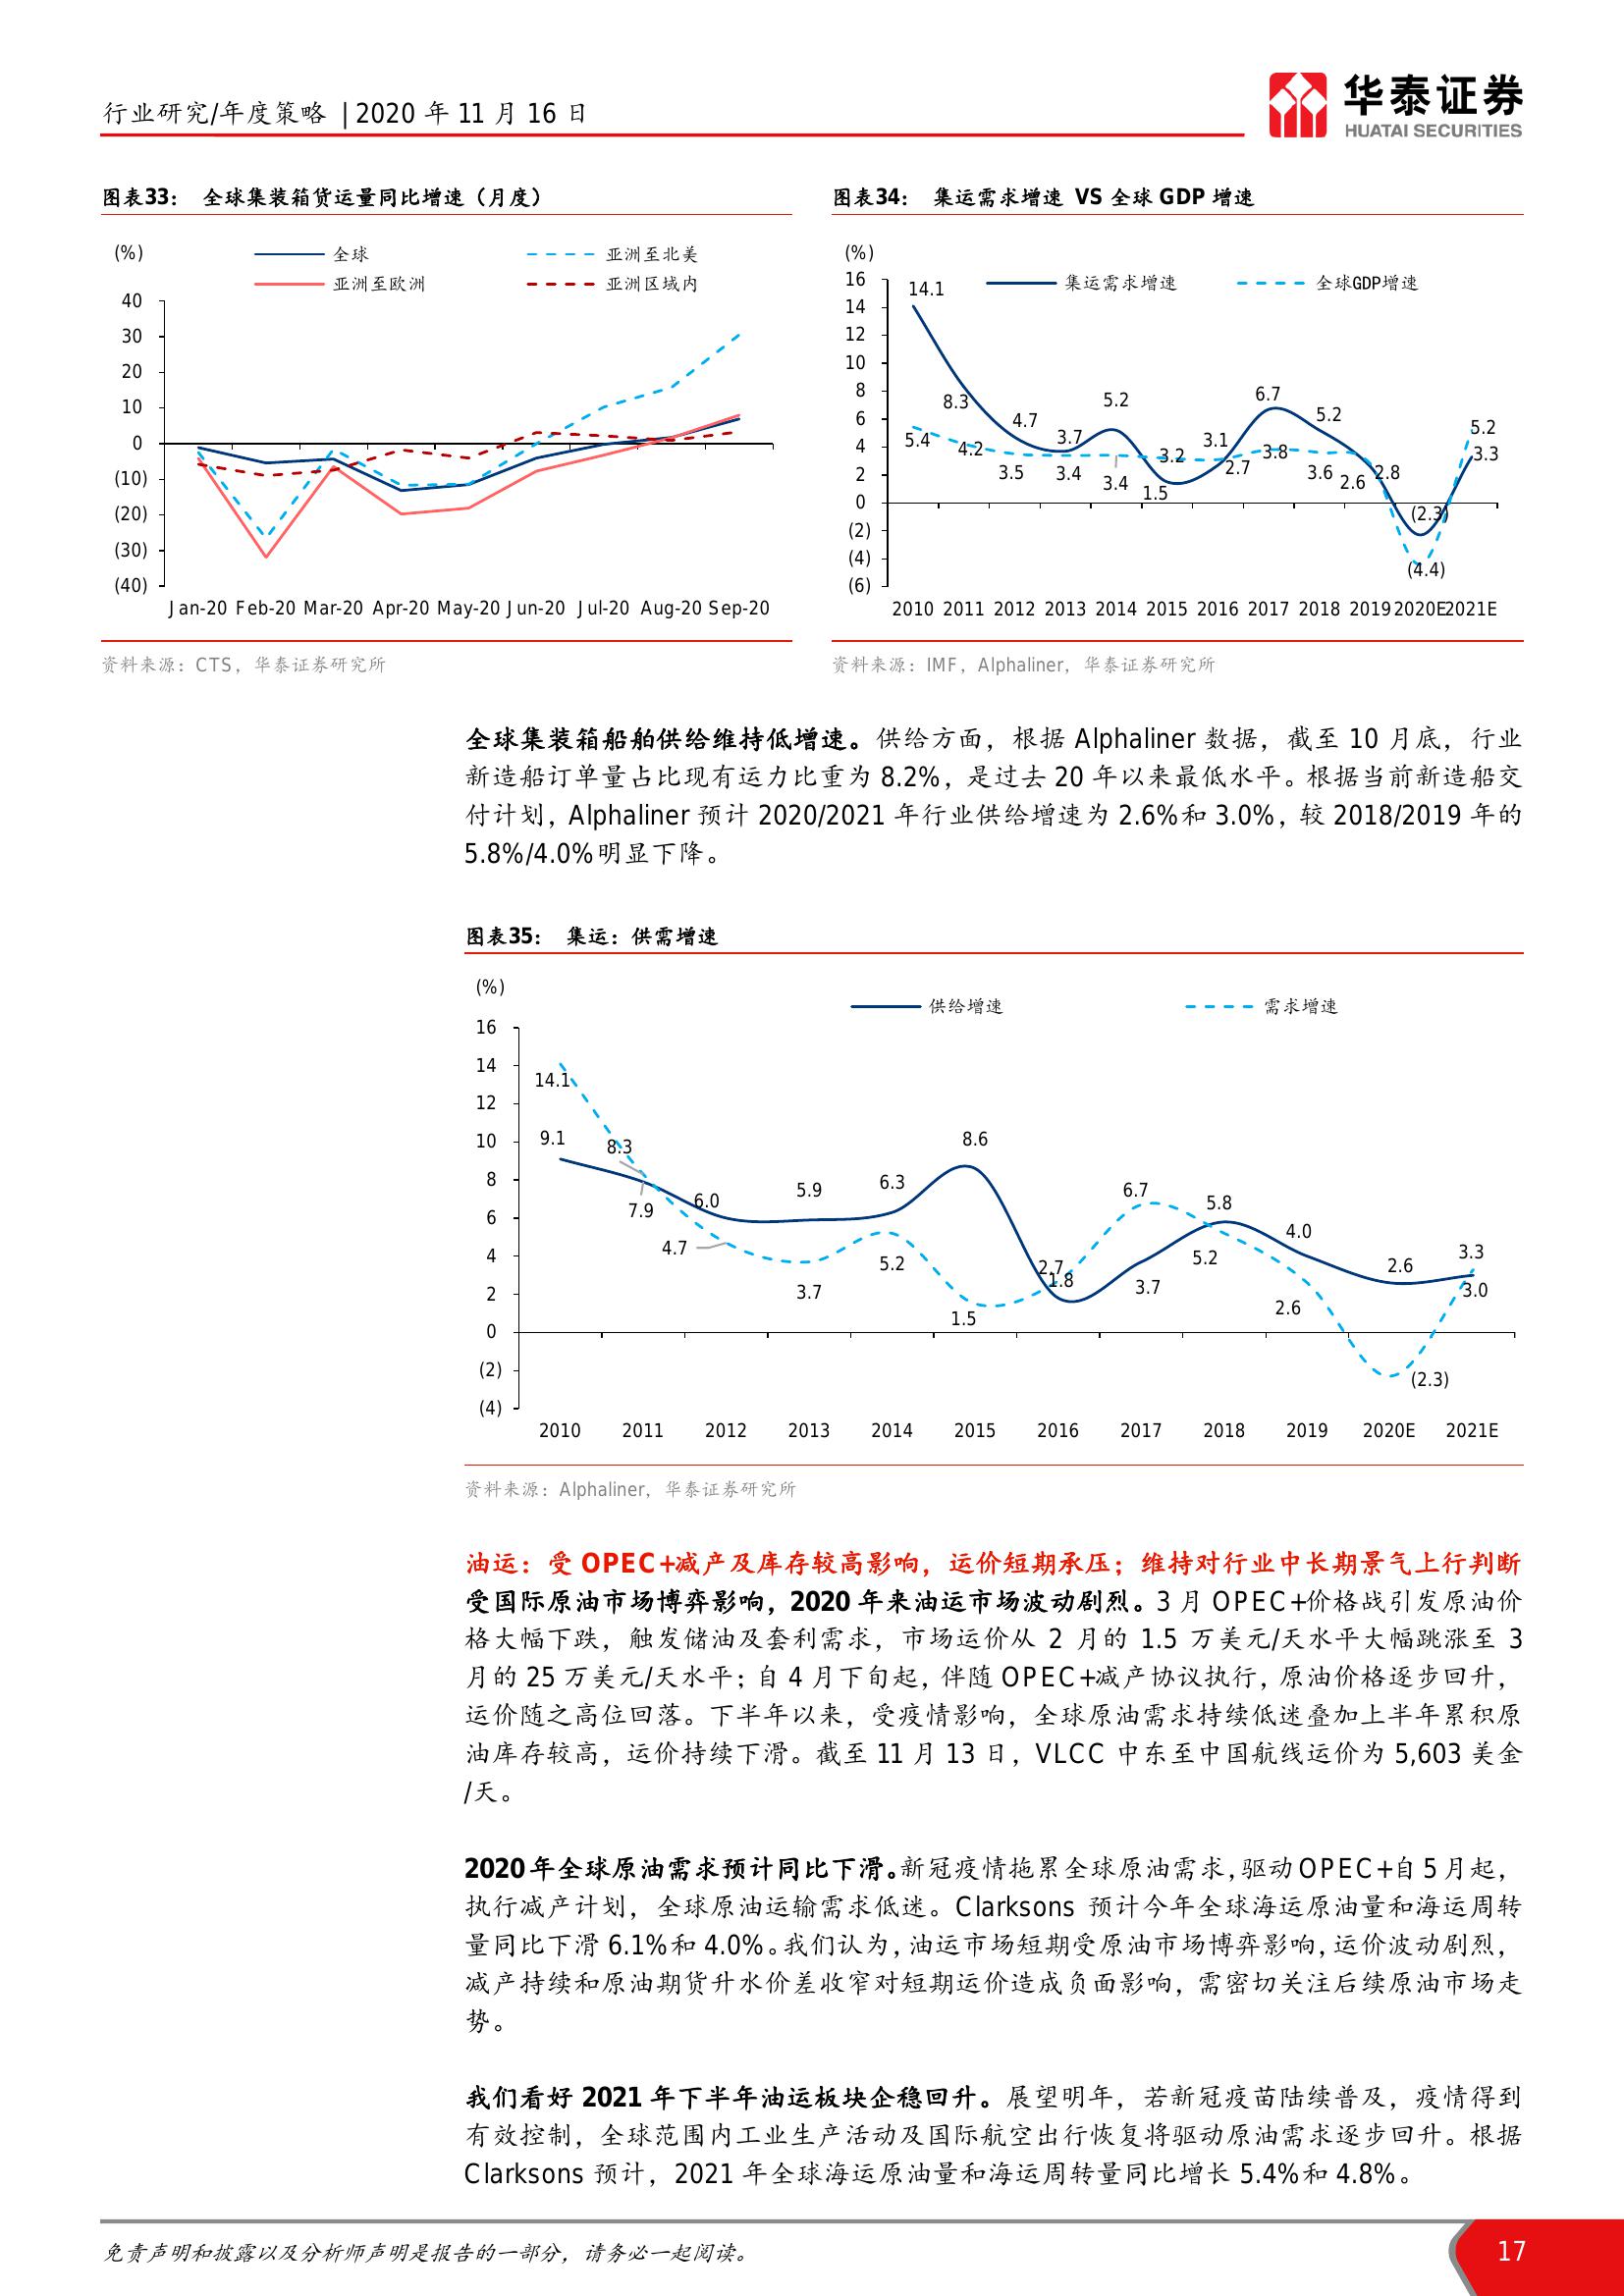 行业研究/年度策略 | 2020 年 11 月 16 日
华泰证券
HUATAI SECURITIES
图表33： 全球集装箱货运量同比增速（月度）
(%)
全球
亚洲至北美
亚洲至欧洲
亚洲区域内
40
30
20
10
0
(10)
(20)
(30)
(40)
Jan-20 Feb-20 Mar-20 Apr-20 May-20 Jun-20 Jul-20 Aug-20 Sep-20
资料来源：CTS，华泰证券研究所
图表34： 集运需求增速 VS 全球 GDP 增速
(%)
集运需求增速
全球GDP增速
16
14
12
10
8
6
4
2
0
(2)
(4)
(6)
14.1
8.3
4.7
3.7
5.2
1.5
2.7
6.7
5.2
2.6
(2.3)
3.3
5.4
4.2
3.5
3.4
3.4
3.2
3.1
3.8
3.6
2.8
(4.4)
5.2
2010 2011 2012 2013 2014 2015 2016 2017 2018 2019 2020E 2021E
资料来源：IMF，Alphaliner，华泰证券研究所
全球集装箱船舶供给维持低增速。供给方面，根据 Alphaliner 数据，截至 10 月底，行业
新造船订单量占比现有运力比重为 8.2%，是过去 20 年以来最低水平。根据当前新造船交
付计划，Alphaliner 预计 2020/2021 年行业供给增速为 2.6%和 3.0%，较 2018/2019 年的
5.8%/4.0%明显下降。
图表35： 集运：供需增速
(%)
供给增速
需求增速
16
14
12
10
8
6
4
2
0
(2)
(4)
9.1
7.9
6.0
5.9
6.3
8.6
1.8
3.7
5.8
4.0
2.6
3.0
14.1
8.3
4.7
3.7
5.2
1.5
2.7
6.7
5.2
2.6
(2.3)
3.3
2010 2011 2012 2013 2014 2015 2016 2017 2018 2019 2020E 2021E
资料来源：Alphaliner，华泰证券研究所
油运：受 OPEC+减产及库存较高影响，运价短期承压；维持对行业中长期景气上行判断
受国际原油市场博弈影响，2020 年来油运市场波动剧烈。3 月 OPEC+价格战引发原油价
格大幅下跌，触发储油及套利需求，市场运价从 2 月的 1.5 万美元/天水平大幅跳涨至 3
月的 25 万美元/天水平；自 4 月下旬起，伴随 OPEC+减产协议执行，原油价格逐步回升，
运价随之高位回落。下半年以来，受疫情影响，全球原油需求持续低迷叠加上半年累积原
油库存较高，运价持续下滑。截至 11 月 13 日，VLCC 中东至中国航线运价为 5,603 美金
/天。
2020 年全球原油需求预计同比下滑。新冠疫情拖累全球原油需求，驱动 OPEC+自 5 月起，
执行减产计划，全球原油运输需求低迷。Clarksons 预计今年全球海运原油量和海运周转
量同比下滑 6.1%和 4.0%。我们认为，油运市场短期受原油市场博弈影响，运价波动剧烈，
减产持续和原油期货升水价差收窄对短期运价造成负面影响，需密切关注后续原油市场走
势。
我们看好 2021 年下半年油运板块企稳回升。展望明年，若新冠疫苗陆续普及，疫情得到
有效控制，全球范围内工业生产活动及国际航空出行恢复将驱动原油需求逐步回升。根据
Clarksons 预计，2021 年全球海运原油量和海运周转量同比增长 5.4%和 4.8%。
免责声明和披露以及分析师声明是报告的一部分，请务必一起阅读。
17